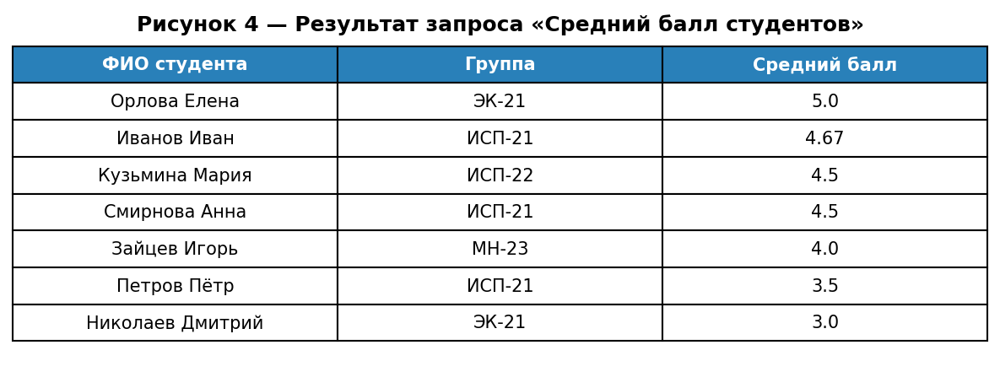 Рисунок 4 — Результат запроса «Средний балл студентов»
ФИО студента Группа Средний балл
Орлова Елена ЭК-21 5.0
Иванов Иван ИСП-21 4.67
Кузьмина Мария ИСП-22 4.5
Смирнова Анна ИСП-21 4.5
Зайцев Игорь МН-23 4.0
Петров Пётр ИСП-21 3.5
Николаев Дмитрий ЭК-21 3.0